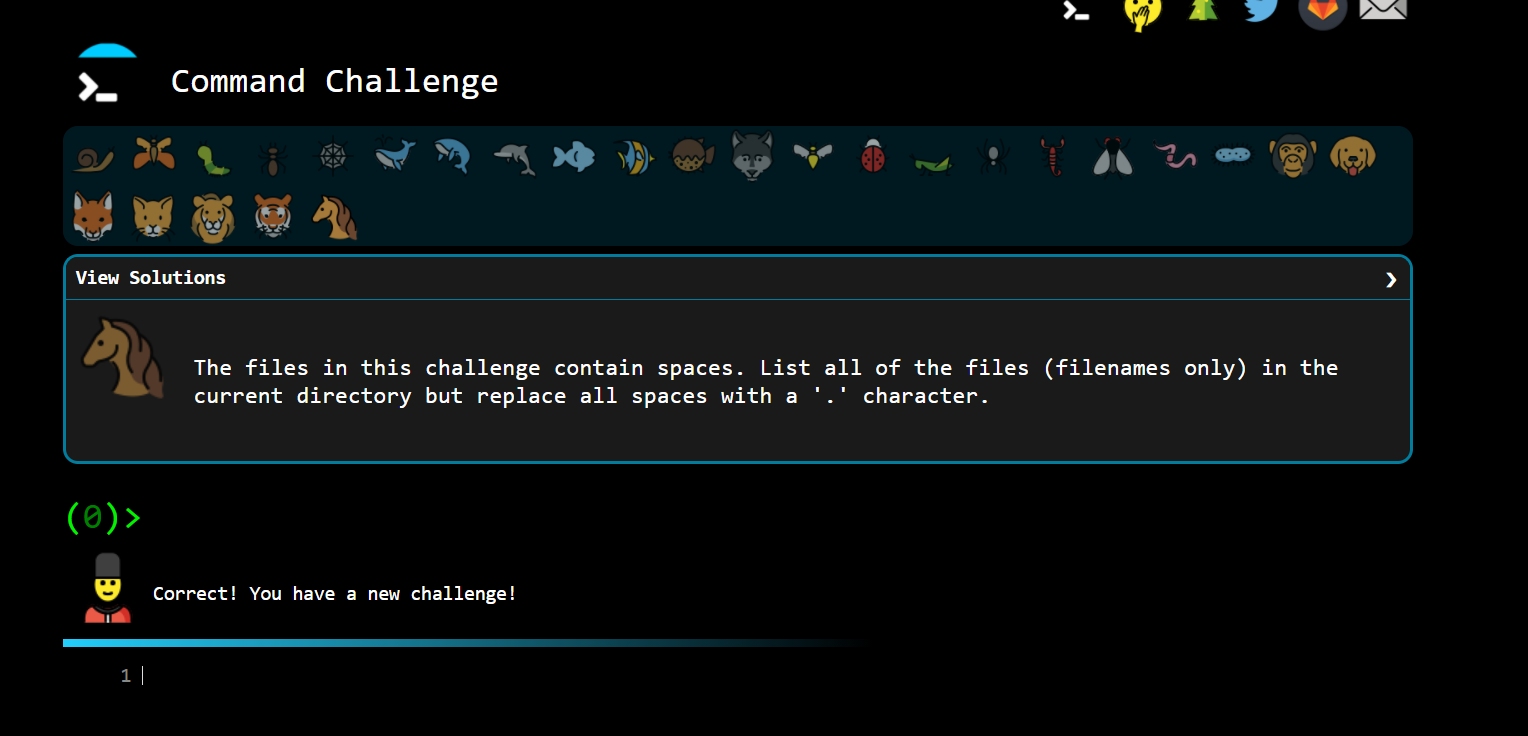 Command Challenge
View Solutions
The files in this challenge contain spaces. List all of the files (filenames only) in the
current directory but replace all spaces with a '.' character.
(0)>
Correct! You have a new challenge!
1